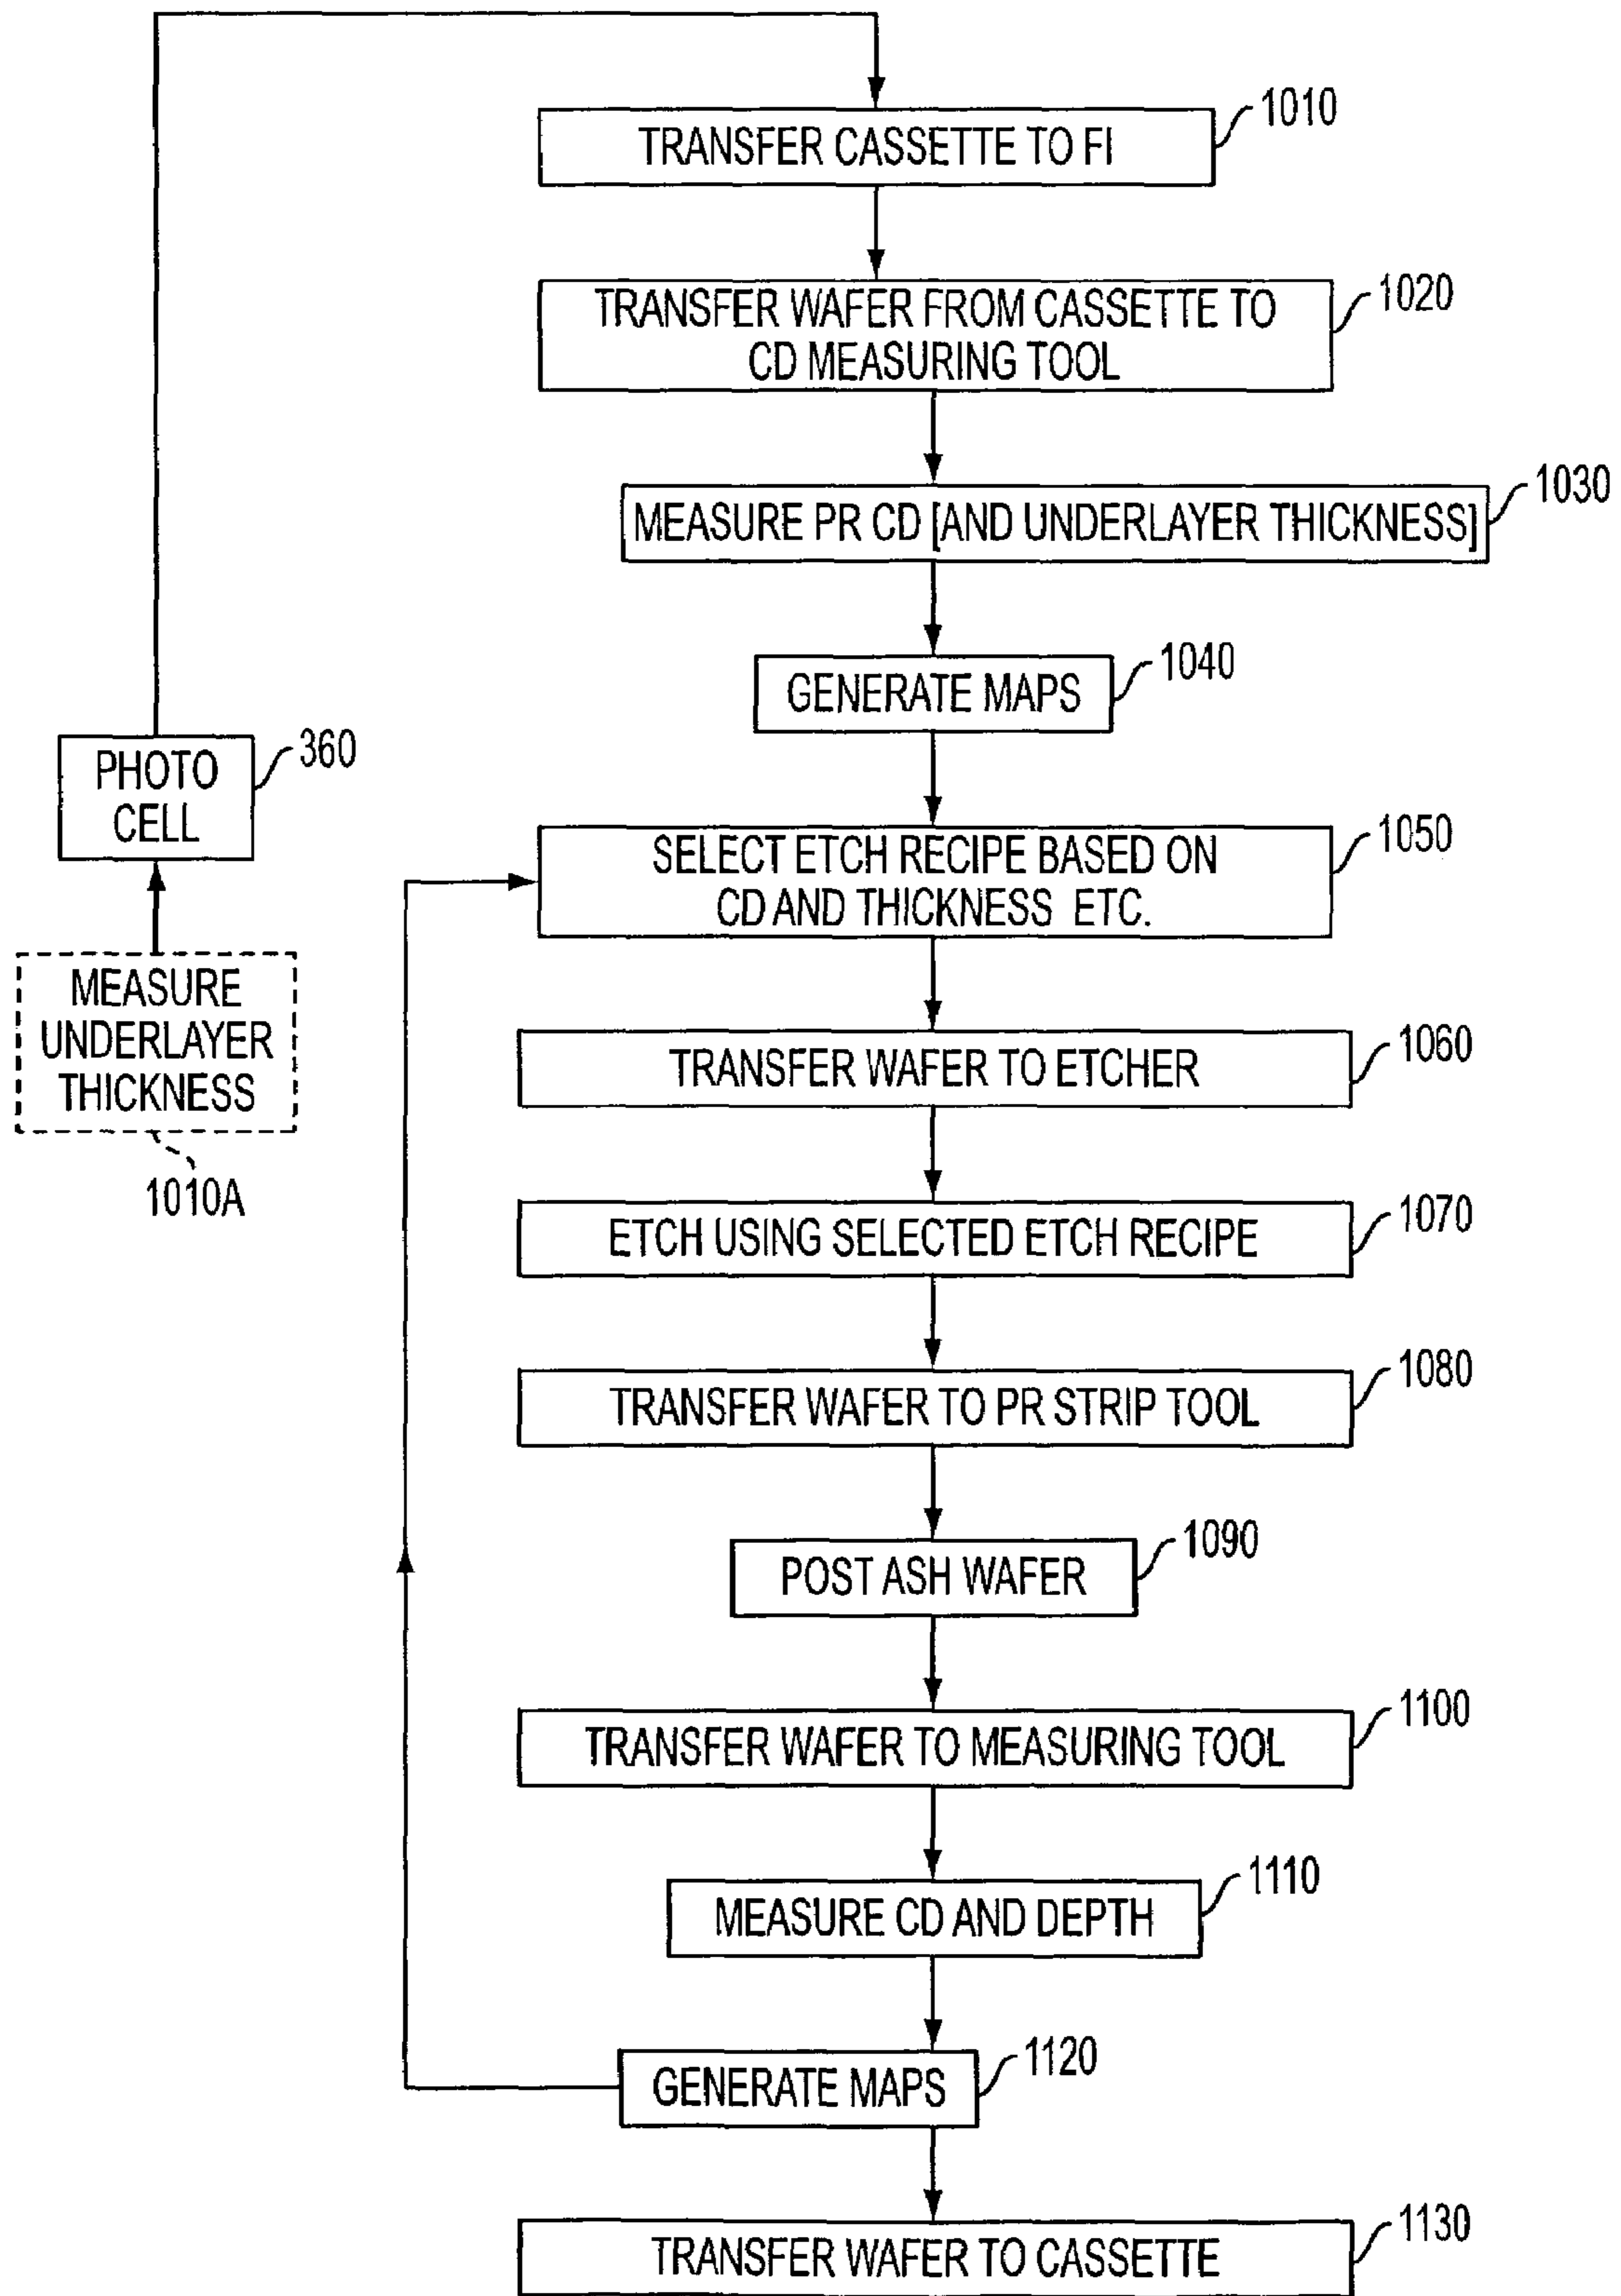 TRANSFER CASSETTE TO FI
1010
TRANSFER WAFER FROM CASSETTE TO
CD MEASURING TOOL
1020
MEASURE PR CD [AND UNDERLAYER THICKNESS]
1030
GENERATE MAPS
1040
PHOTO
CELL
360
MEASURE
UNDERLAYER
THICKNESS
1010A
SELECT ETCH RECIPE BASED ON
CD AND THICKNESS ETC.
1050
TRANSFER WAFER TO ETCHER
1060
ETCH USING SELECTED ETCH RECIPE
1070
TRANSFER WAFER TO PR STRIP TOOL
1080
POST ASH WAFER
1090
TRANSFER WAFER TO MEASURING TOOL
1100
MEASURE CD AND DEPTH
1110
GENERATE MAPS
1120
TRANSFER WAFER TO CASSETTE
1130